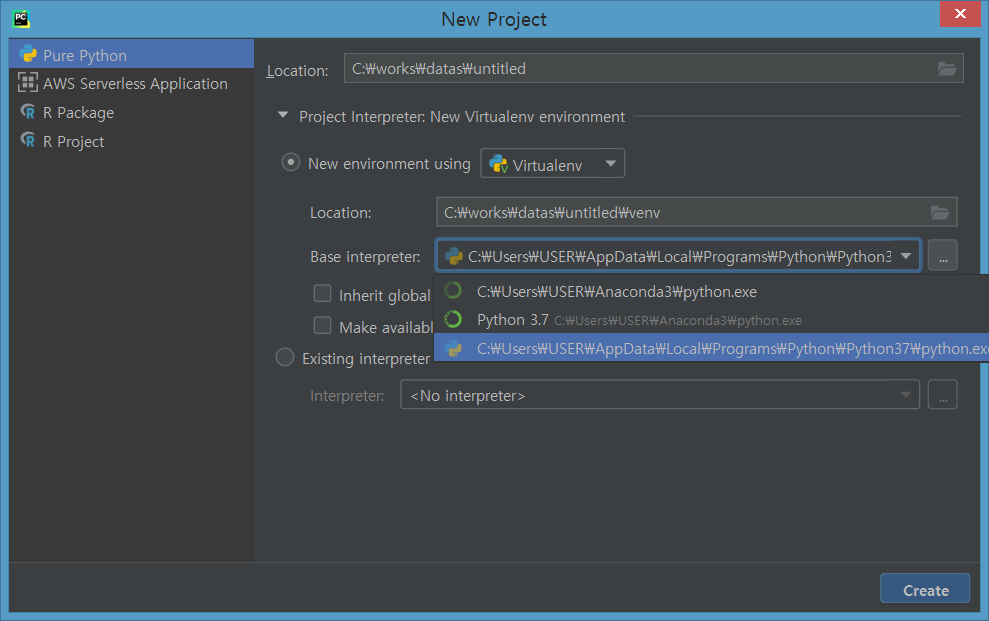 PC
New Project
Pure Python
AWS Serverless Application
R Package
R Project
Location: C:₩works₩datas₩untitled
Project Interpreter: New Virtualenv environment
New environment using Virtualenv
Location: C:₩works₩datas₩untitled₩venv
Base interpreter: C:₩Users₩USER₩AppData₩Local₩Programs₩Python₩Python3 ...
C:₩Users₩USER₩Anaconda3₩python.exe
Inherit global
Python 3.7 C:₩Users₩USER₩Anaconda3₩python.exe
Make availabl
C:₩Users₩USER₩AppData₩Local₩Programs₩Python₩Python37₩python.exe
Existing interpreter
Interpreter: <No interpreter> ...
Create